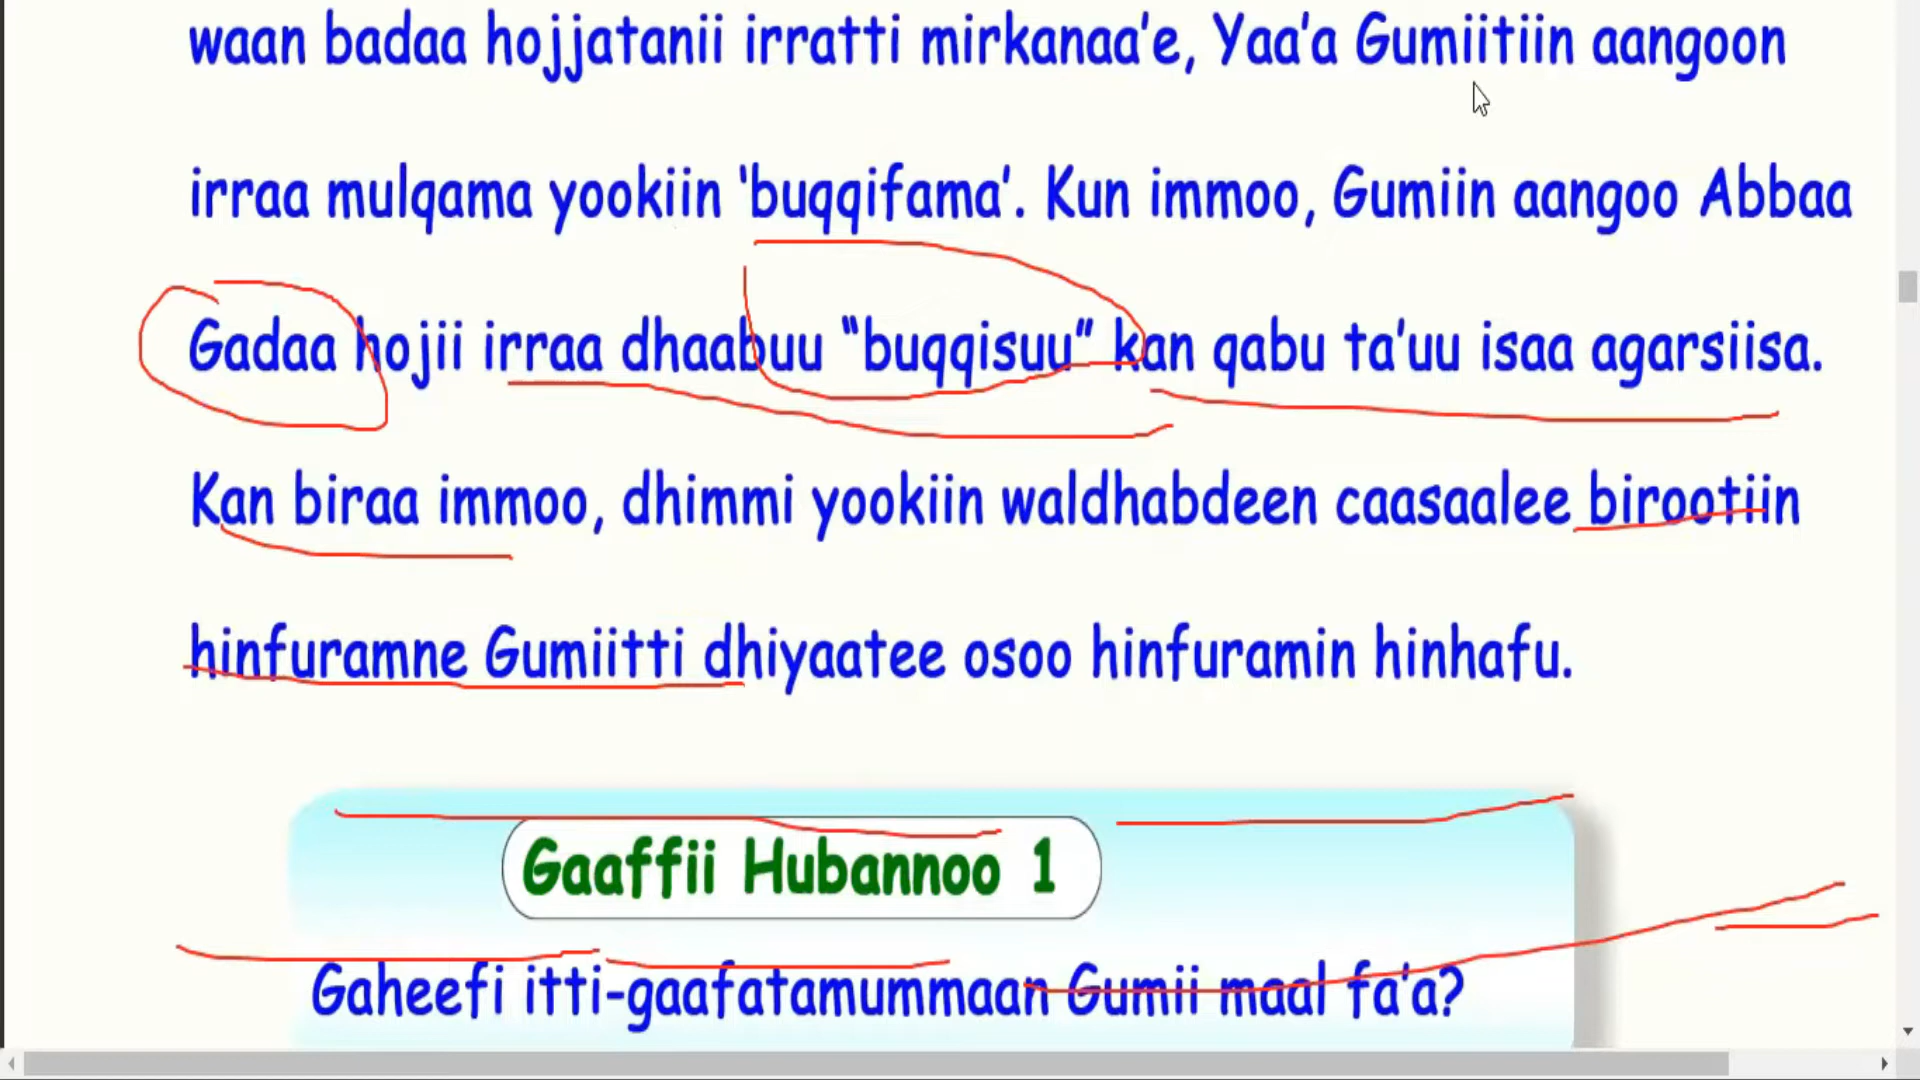 waan badaa hojjatanii irratti mirkanaa’e, Yaa’a Gumiitiin aangoon
irraa mulqama yookiin ‘buqqifama’. Kun immoo, Gumiin aangoo Abbaa
Gadaa hojii irraa dhaabuu “buqqisuu” kan qabu ta’uu isaa agarsiisa.
Kan biraa immoo, dhimmi yookiin waldhabdeen caasaalee birootiin
hinfuramne Gumiitti dhiyaatee osoo hinfuramin hinhafu.
Gaaffii Hubannoo 1
Gaheefi itti-gaafatamummaan Gumii maal fa’a?